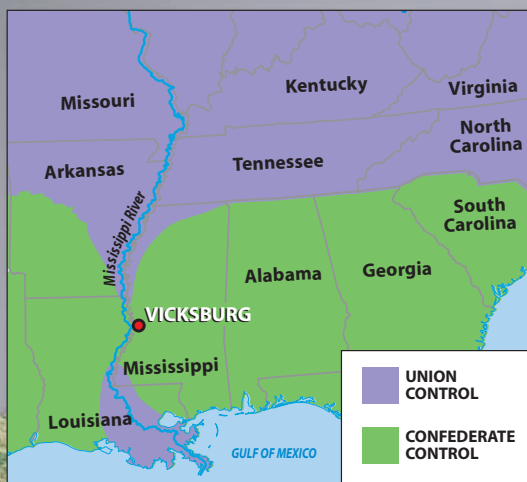 Missouri
Kentucky
Virginia
North
Carolina
Arkansas
Tennessee
Mississippi River
South
Carolina
Alabama
Georgia
VICKSBURG
Mississippi
Louisiana
GULF OF MEXICO
UNION
CONTROL
CONFEDERATE
CONTROL